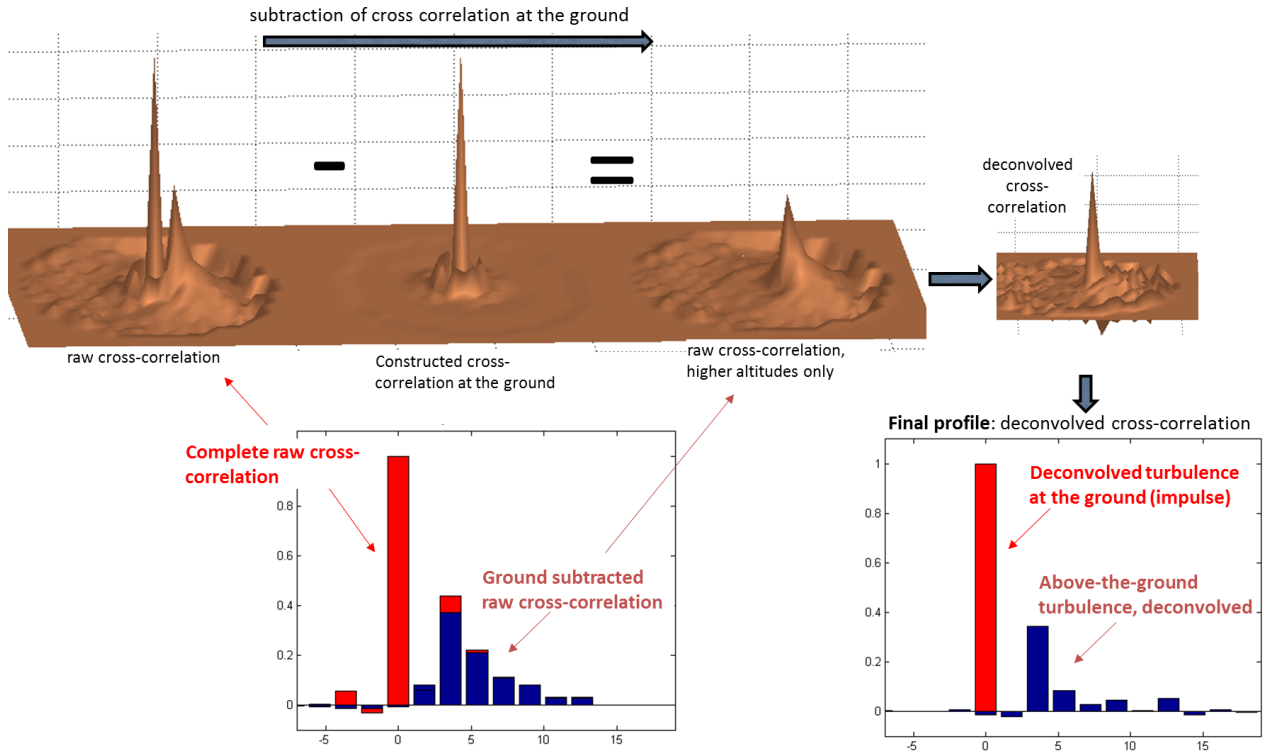 subtraction of cross correlation at the ground
deconvolved
cross-
correlation
raw cross-correlation
Constructed cross-
correlation at the ground
raw cross-correlation,
higher altitudes only
Complete raw cross-
correlation
Ground subtracted
raw cross-correlation
0.8
0.6
0.4
0.2
0
-5
0
5
10
15
Final profile: deconvolved cross-correlation
Deconvolved turbulence
at the ground (impulse)
Above-the-ground
turbulence, deconvolved
1
0.8
0.6
0.4
0.2
0
-5
0
5
10
15